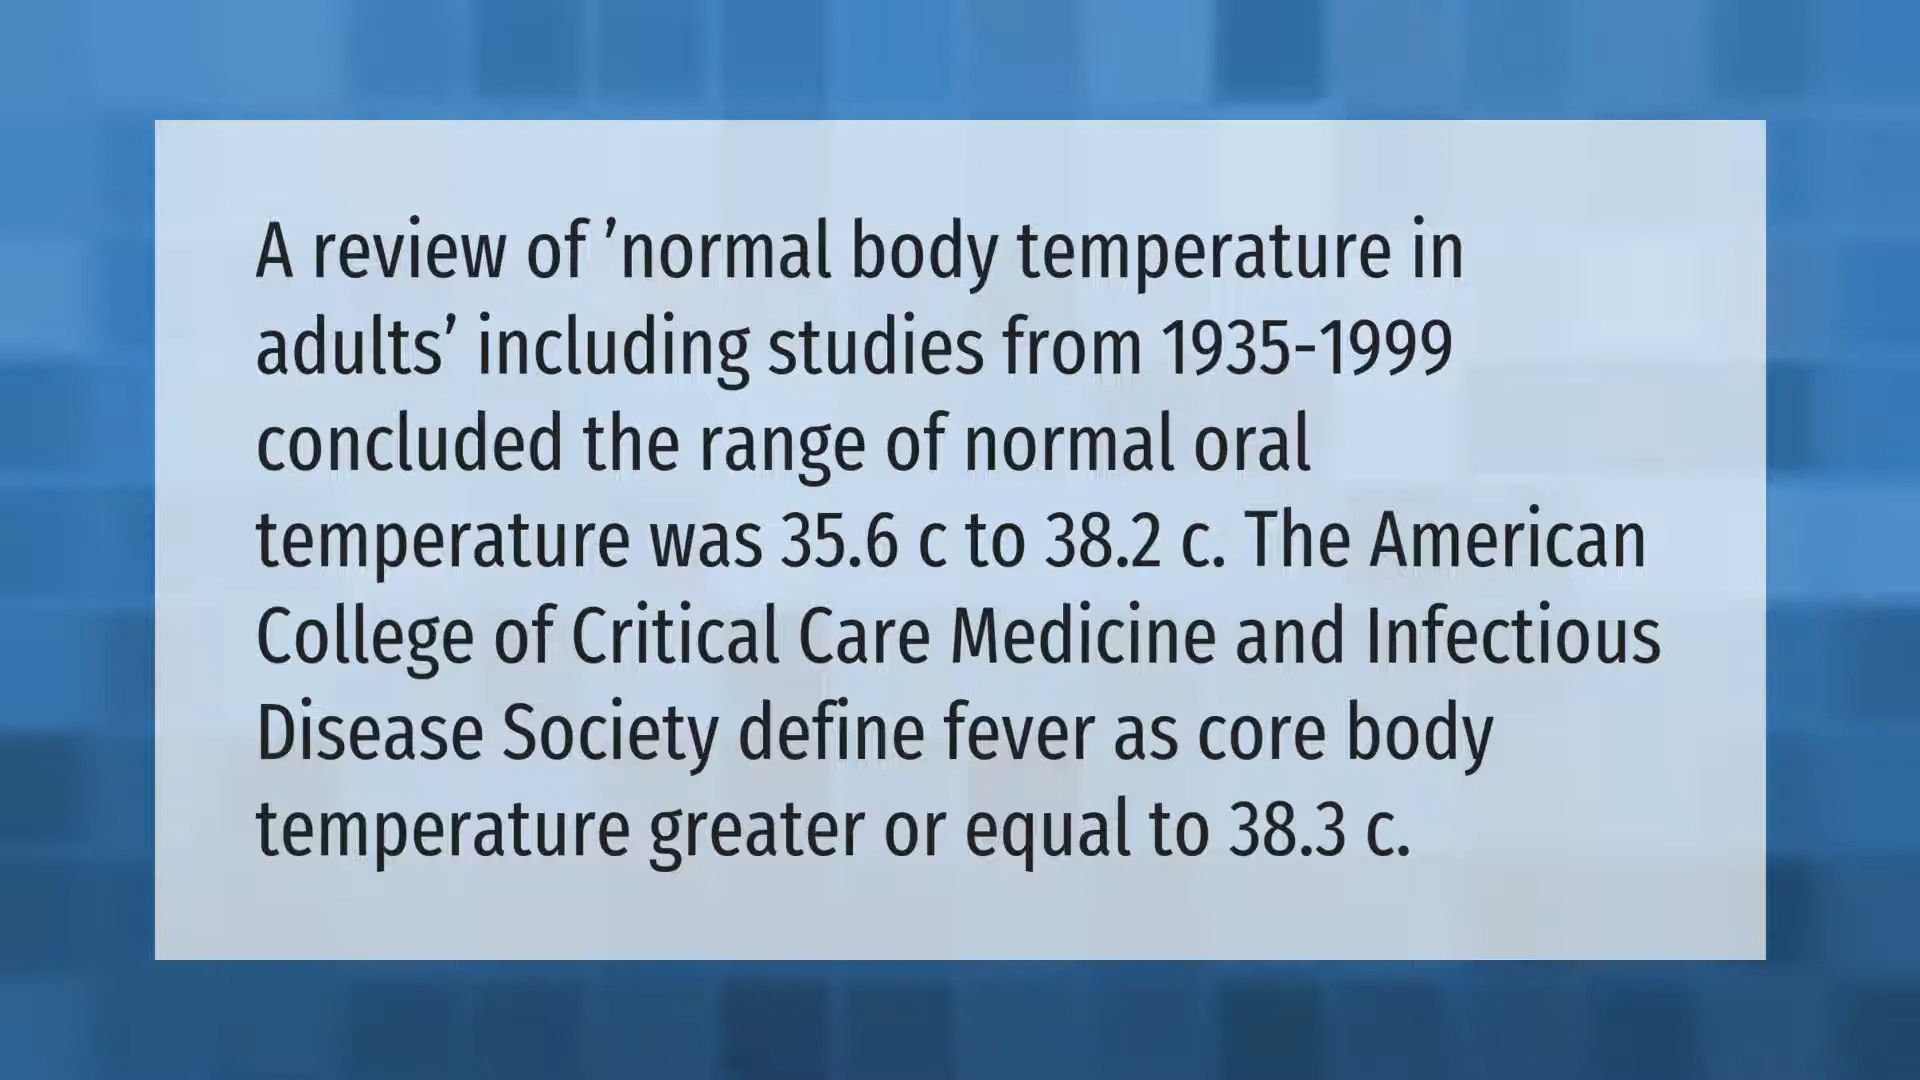 A review of ’normal body temperature in
adults’ including studies from 1935-1999
concluded the range of normal oral
temperature was 35.6 c to 38.2 c. The American
College of Critical Care Medicine and Infectious
Disease Society define fever as core body
temperature greater or equal to 38.3 c.